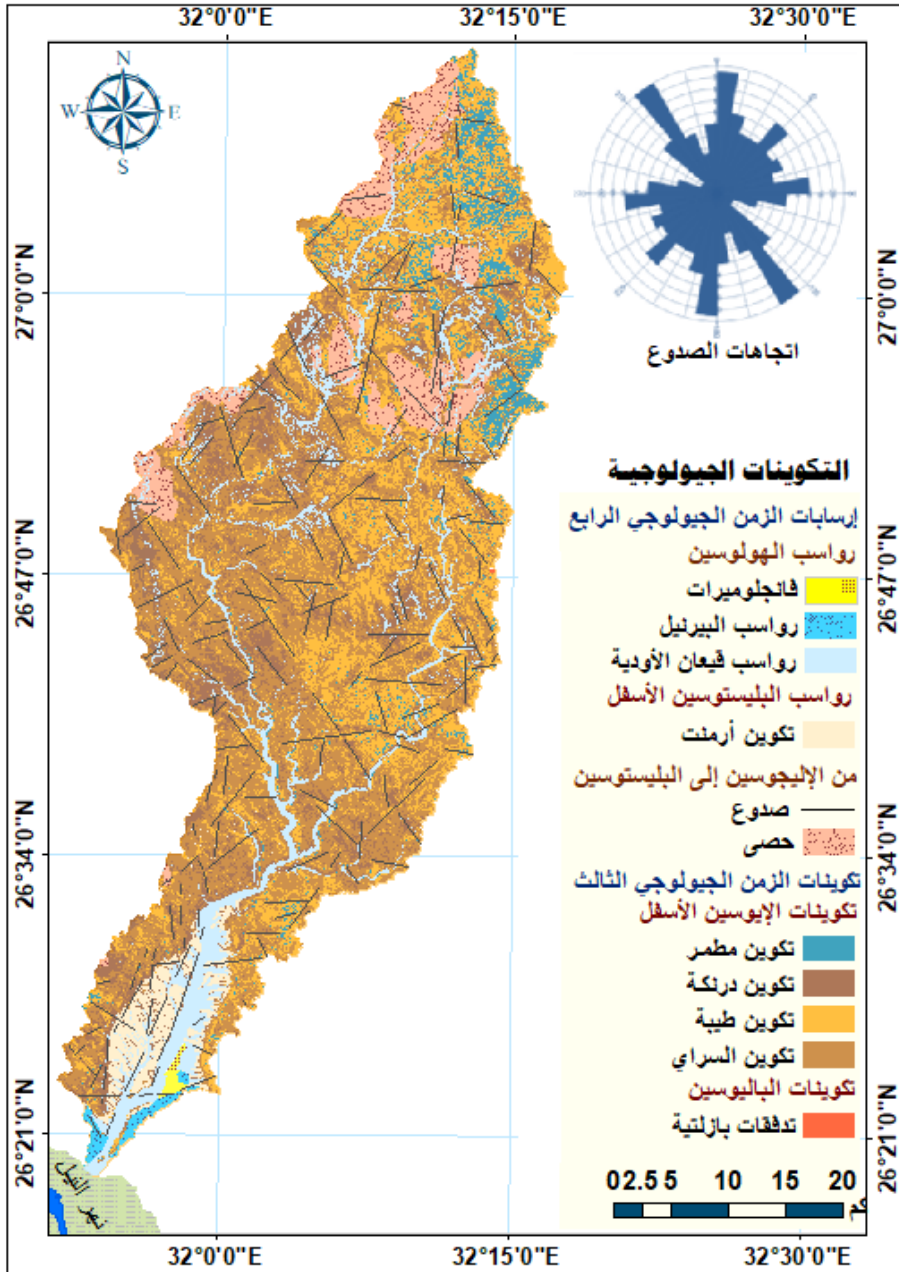 32°0'0"E
32°15'0"E
32°30'0"E
N
W
E
S
اتجاهات الصدوع
27°0'0"N
27°0'0"N
26°47'0"N
26°47'0"N
26°34'0"N
26°34'0"N
26°21'0"N
26°21'0"N
التكوينات الجيولوجية
إرسابات الزمن الجيولوجي الرابع
رواسب الهولوسين
فانجلوميرات
رواسب البيرنيل
رواسب قيعان الأودية
رواسب البليستوسين الأسفل
تكوين أرمنت
من الإليجوسين إلى البليستوسين
صدوع
حصى
تكوينات الزمن الجيولوجي الثالث
تكوينات الإيوسين الأسفل
تكوين مطمر
تكوين درنكة
تكوين طيبة
تكوين السراي
تكوينات الباليوسين
تدفقات بازلتية
0 2.5 5 10 15 20
كم
نهر النيل
32°0'0"E
32°15'0"E
32°30'0"E